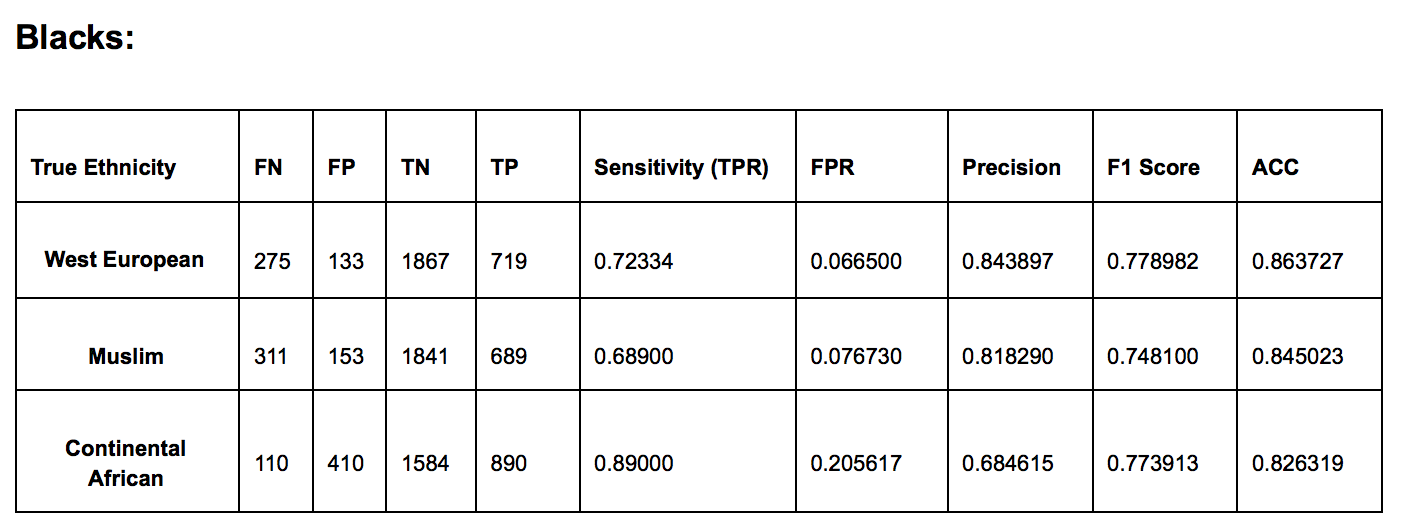 Blacks:
True Ethnicity FN FP TN TP Sensitivity (TPR) FPR Precision F1 Score ACC
West European 275 133 1867 719 0.72334 0.066500 0.843897 0.778982 0.863727
Muslim 311 153 1841 689 0.68900 0.076730 0.818290 0.748100 0.845023
Continental
African 110 410 1584 890 0.89000 0.205617 0.684615 0.773913 0.826319